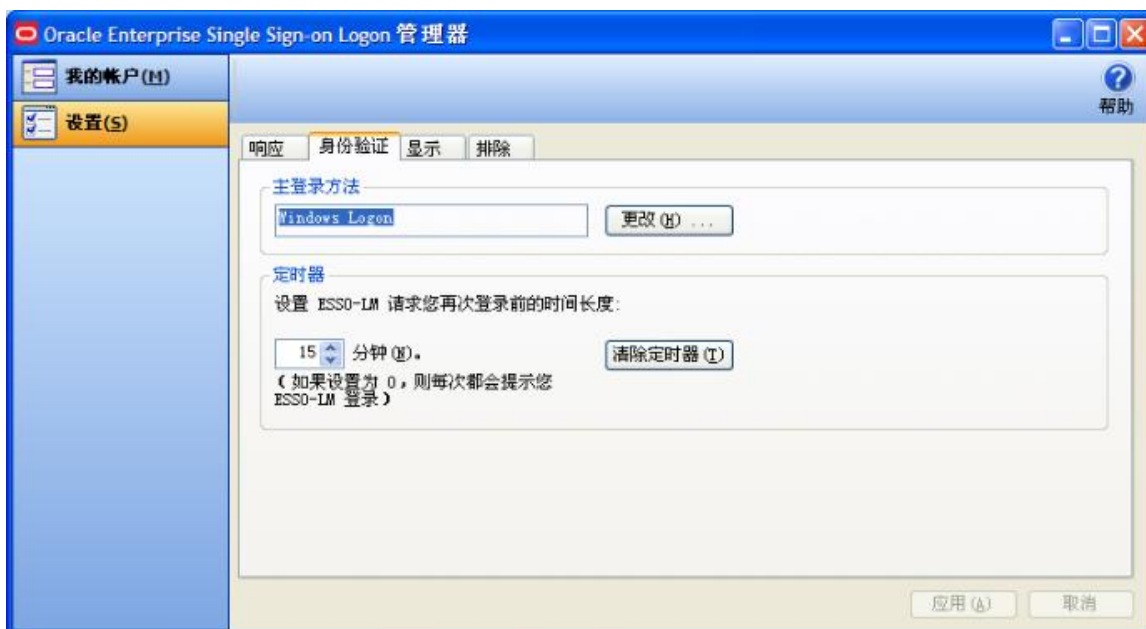 Oracle Enterprise Single Sign-on Logon 管理器
我的帐户(M)
设置(S)
帮助
响应
身份验证
显示
排除
主登录方法
Windows Logon
更改(H) ...
定时器
设置 ESSO-LM 请求您再次登录前的时间长度:
15 分钟(N)。
清除定时器(T)
(如果设置为 0,则每次都会提示您
ESSO-LM 登录)
应用(A)
取消